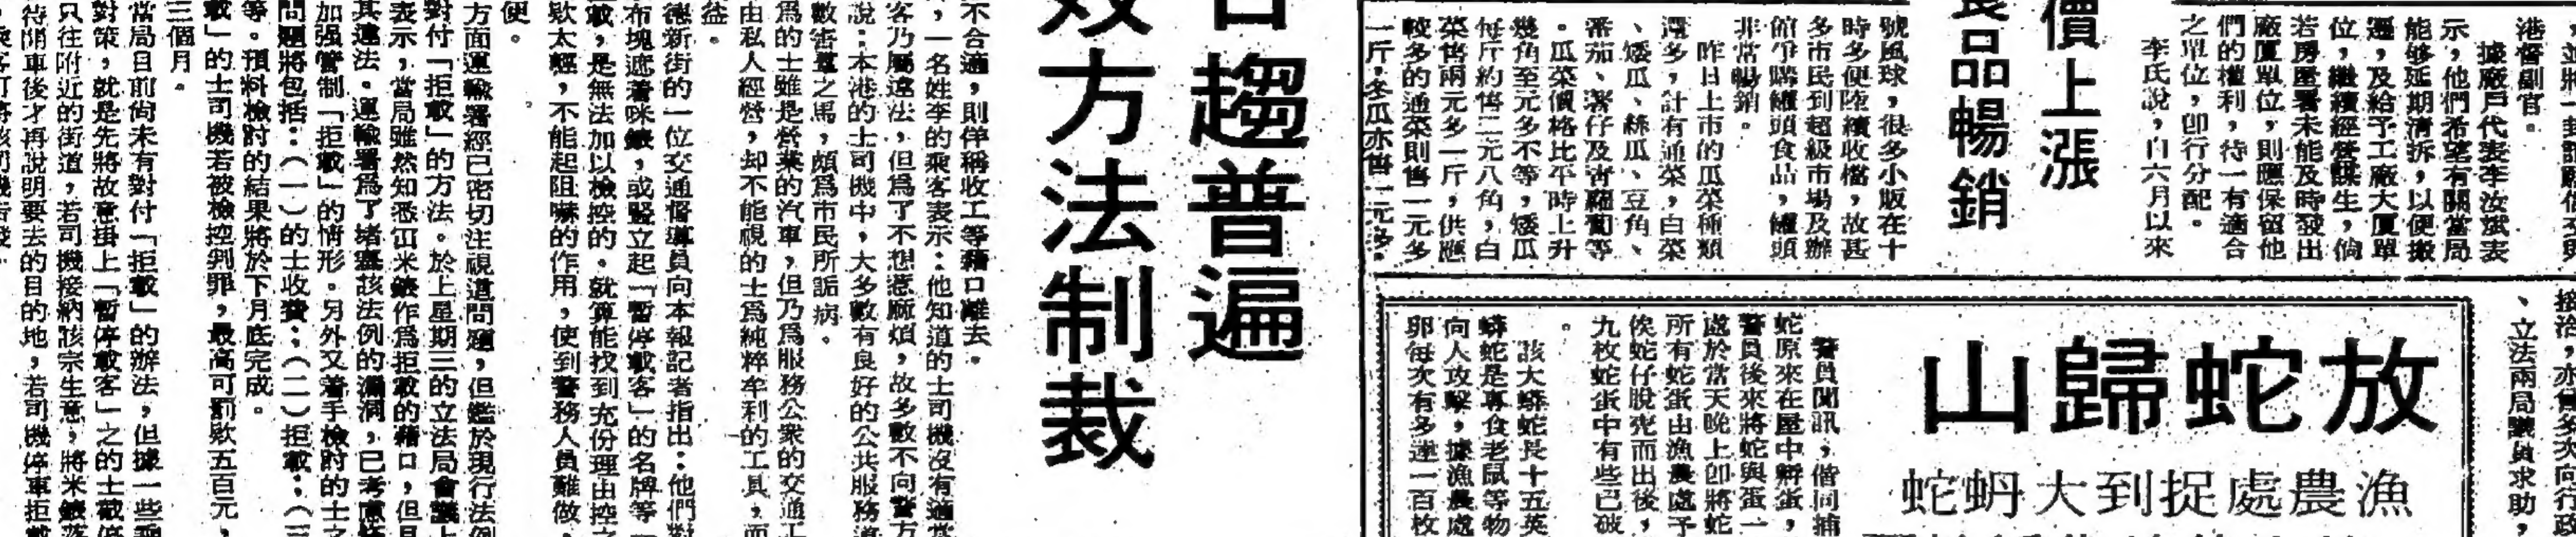 港督副官。
據廠戶代表李汝斌表
示,他們希望有關當局
能够延期清拆,以便搬
遷,及給予工廠大厦單
位,繼續經營謀生,倘
若房屋署未能及時發出
廠厦單位,則應保留他
們的權利,待一有適合
之單位,卽行分配。
李氏說,自六月以來
價上漲
品暢銷
號風球,很多小販在十
時多便陸續收檔,故甚
多市民到超級市塲及辦
館爭購罐頭食品,罐頭
非常暢銷。
昨日上市的瓜菜種類
還多,計有通菜,白菜
、矮瓜、絲瓜、豆角、
番茄、薯仔及靑蘿蔔等
。瓜菜價格比平時上升
幾角至元多不等,矮瓜
每斤約售二元八角,白
菜售兩元多一斤,供應
較多的通菜則售一元多
一斤,冬瓜亦售一元多。
、立法兩局議員求助,
放蛇歸山
漁農處捉到大蚺蛇
警員聞訊,偕同捕
蛇原來在屋中孵蛋,
警員後來將蛇與蛋一
處於當天晚上卽將蛇
所有蛇蛋由漁農處予
俟蛇仔脫売而出後,
九枚蛇蛋中有些已破
。
該大蟒蛇長十五英
蟒蛇是專食老鼠等物
向人攻擊,據漁農處
卵每次有多達一百枚
日趨普遍
方法制裁
不合適,則佯稱收工等藉口離去。
,一名姓李的乘客表示:他知道的士司機沒有適當
客乃屬違法,但爲了不想惹麻煩,故多數不向警方
說:本港的士司機中,大多數有良好的公共服務道
數害羣之馬,頗爲市民所詬病。
爲的士雖是營業的汽車,但乃爲服務公衆的交通工
由私人經營,却不能視的士爲純粹牟利的工具,而
益。
德新街的一位交通督導員向本報記者指出:他們對
布塊遮着咪錶,或竪立起「暫停載客」的名牌等
載,是無法加以檢控的。就算能找到充份理由控之
欵太輕,不能起阻嚇的作用,使到警務人員難做,
便。
方面運輸署經已密切注視這問題,但鑑於現行法例
對付「拒載」的方法。於上星期三的立法局會議上
表示,當局雖然知悉冚米錶作爲拒載的藉口,但是
其違法。運輸署爲了堵塞該法例的漏洞,已考慮
加强管制「拒載」的情形。另外又着手檢討的士之
問題將包括:(一)的士收費;(二)拒載;(三
等。預料檢討的結果將於下月底完成。
載」的士司機若被檢控判罪,最高可罰欵五百元,
三個月。
當局目前尙未有對付「拒載」的辦法,但據一些
對策,就是先將故意掛上「暫停載客」之的士截停
只往附近的街道,若司機接納該宗生意,將米錶落
待開車後才再說明要去的目的地,若司機停車拒載